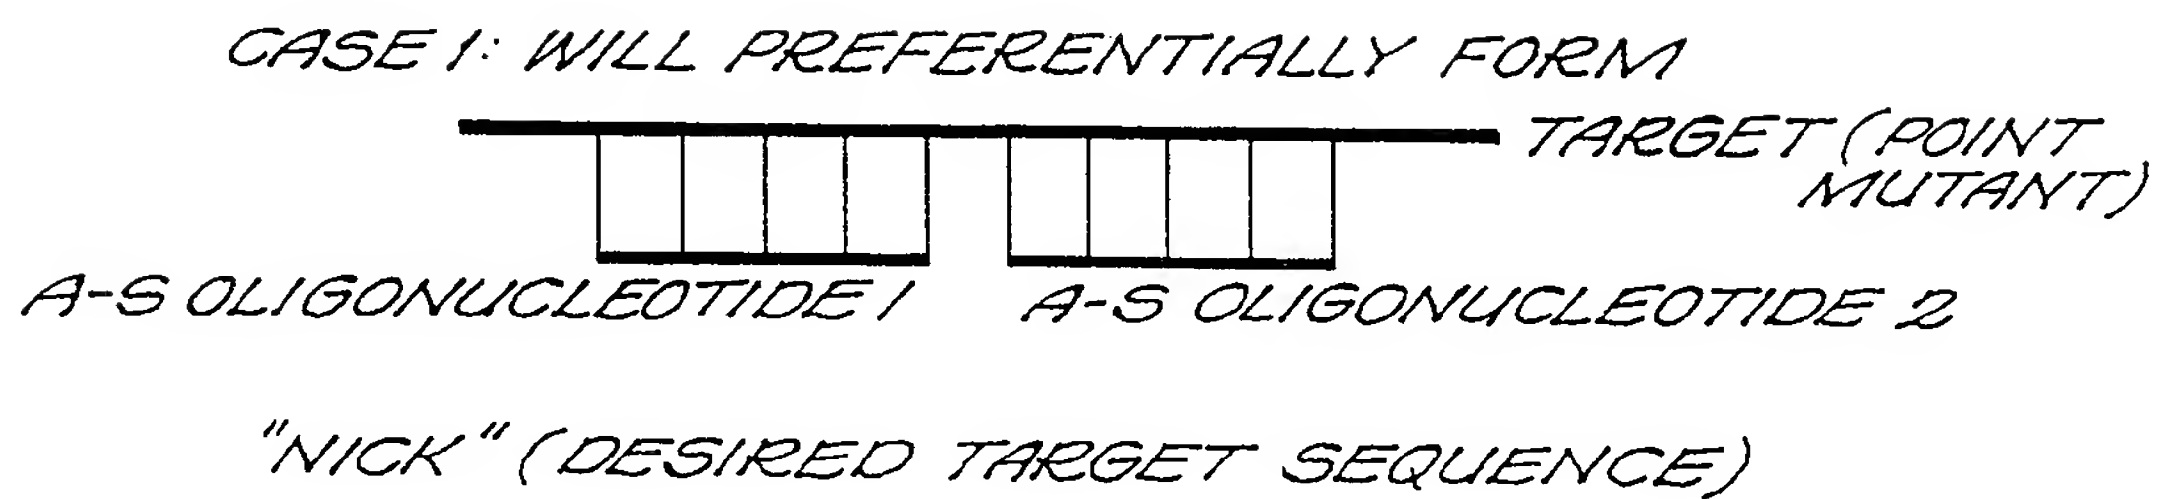 CASE 1: WILL PREFERENTIALLY FORM
TARGET (POINT
MUTANT)
A-S OLIGONUCLEOTIDE 1 A-S OLIGONUCLEOTIDE 2
"NICK" (DESIRED TARGET SEQUENCE)